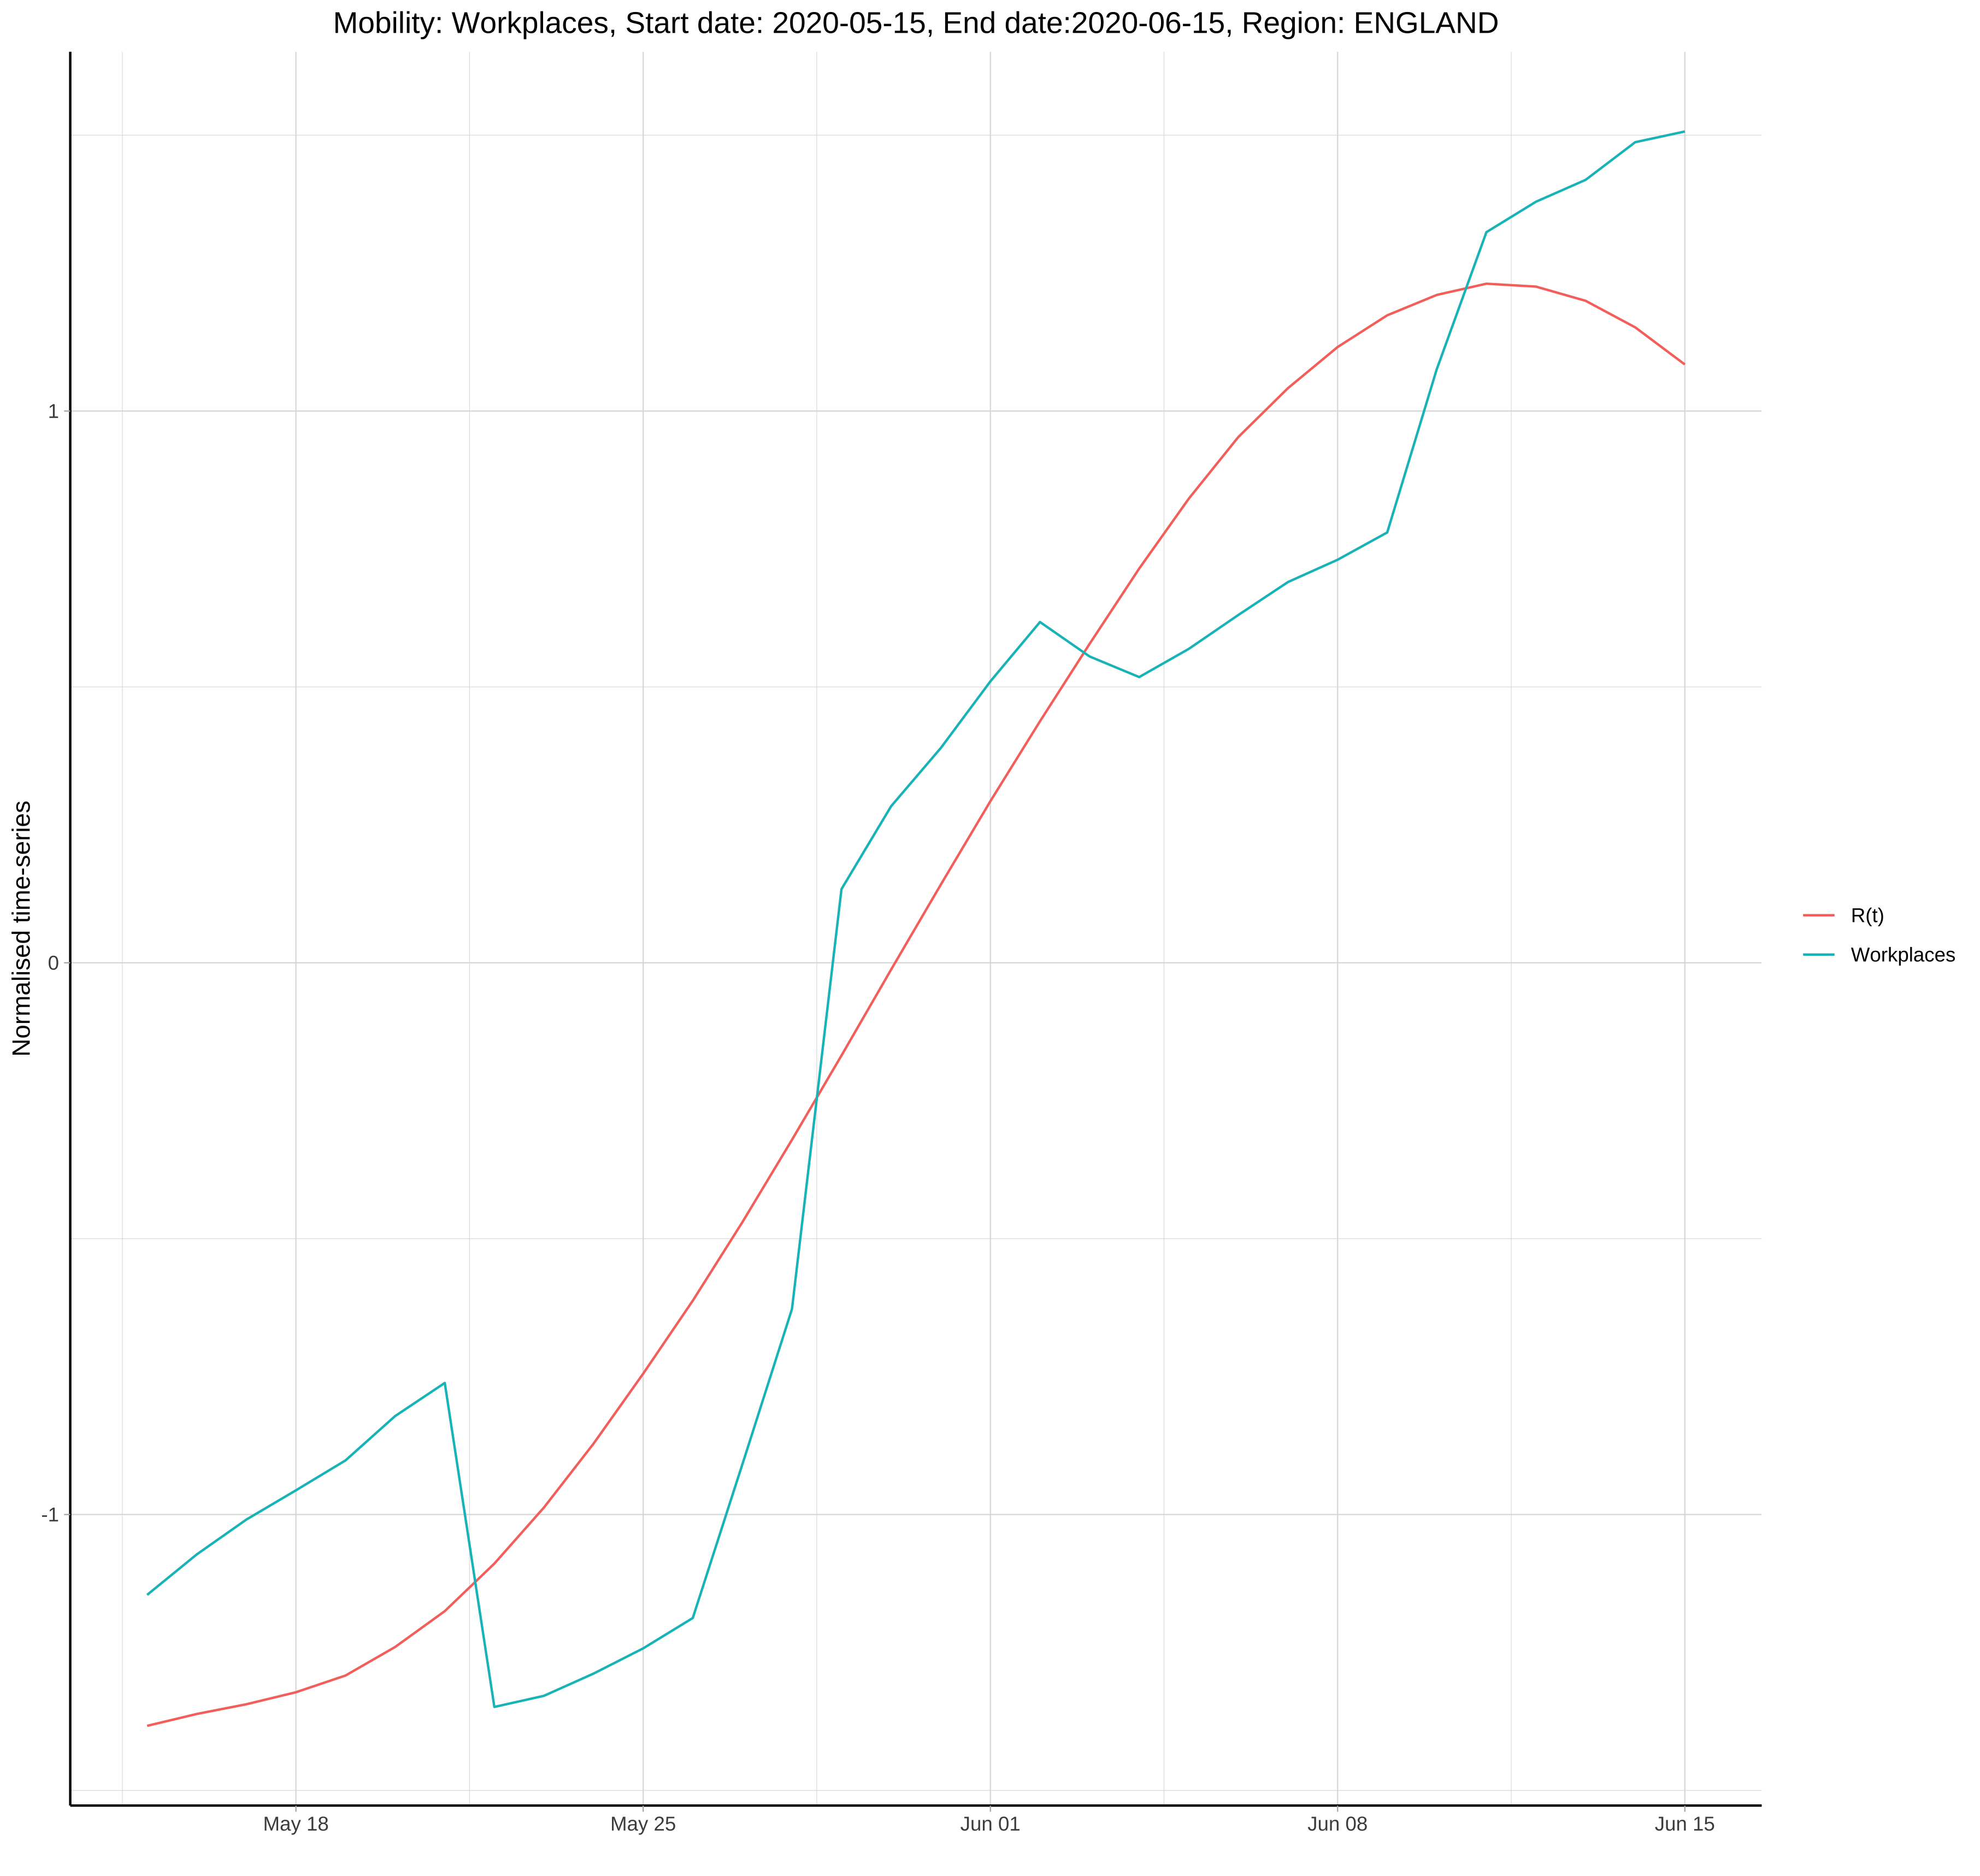 Mobility: Workplaces, Start date: 2020-05-15, End date:2020-06-15, Region: ENGLAND
Normalised time-series
1
0
-1
May 18
May 25
Jun 01
Jun 08
Jun 15
R(t)
Workplaces